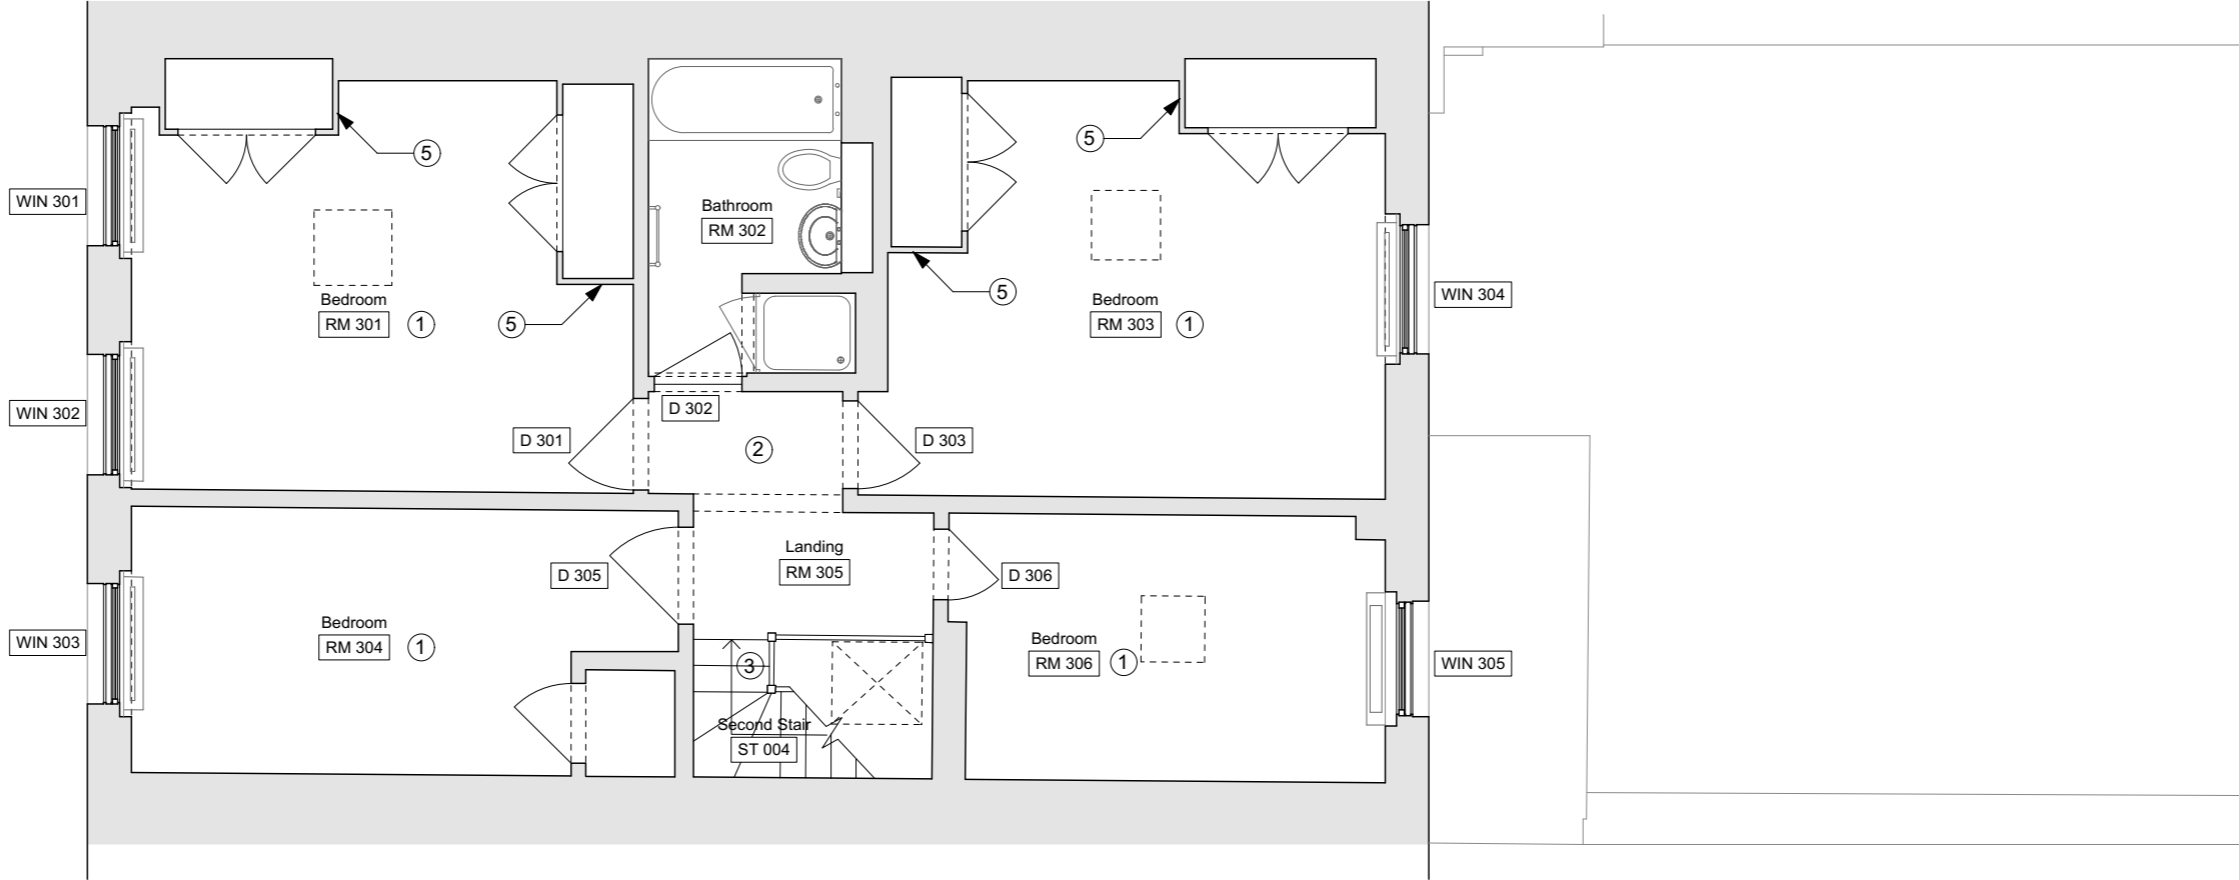 5
5
WIN 301
Bathroom
RM 302
5
WIN 304
Bedroom
RM 301
1
5
Bedroom
RM 303
1
WIN 302
D 302
D 301
2
D 303
Landing
RM 305
D 305
D 306
WIN 303
Bedroom
RM 304
1
3
Bedroom
RM 306
1
WIN 305
Second Stair
ST 004